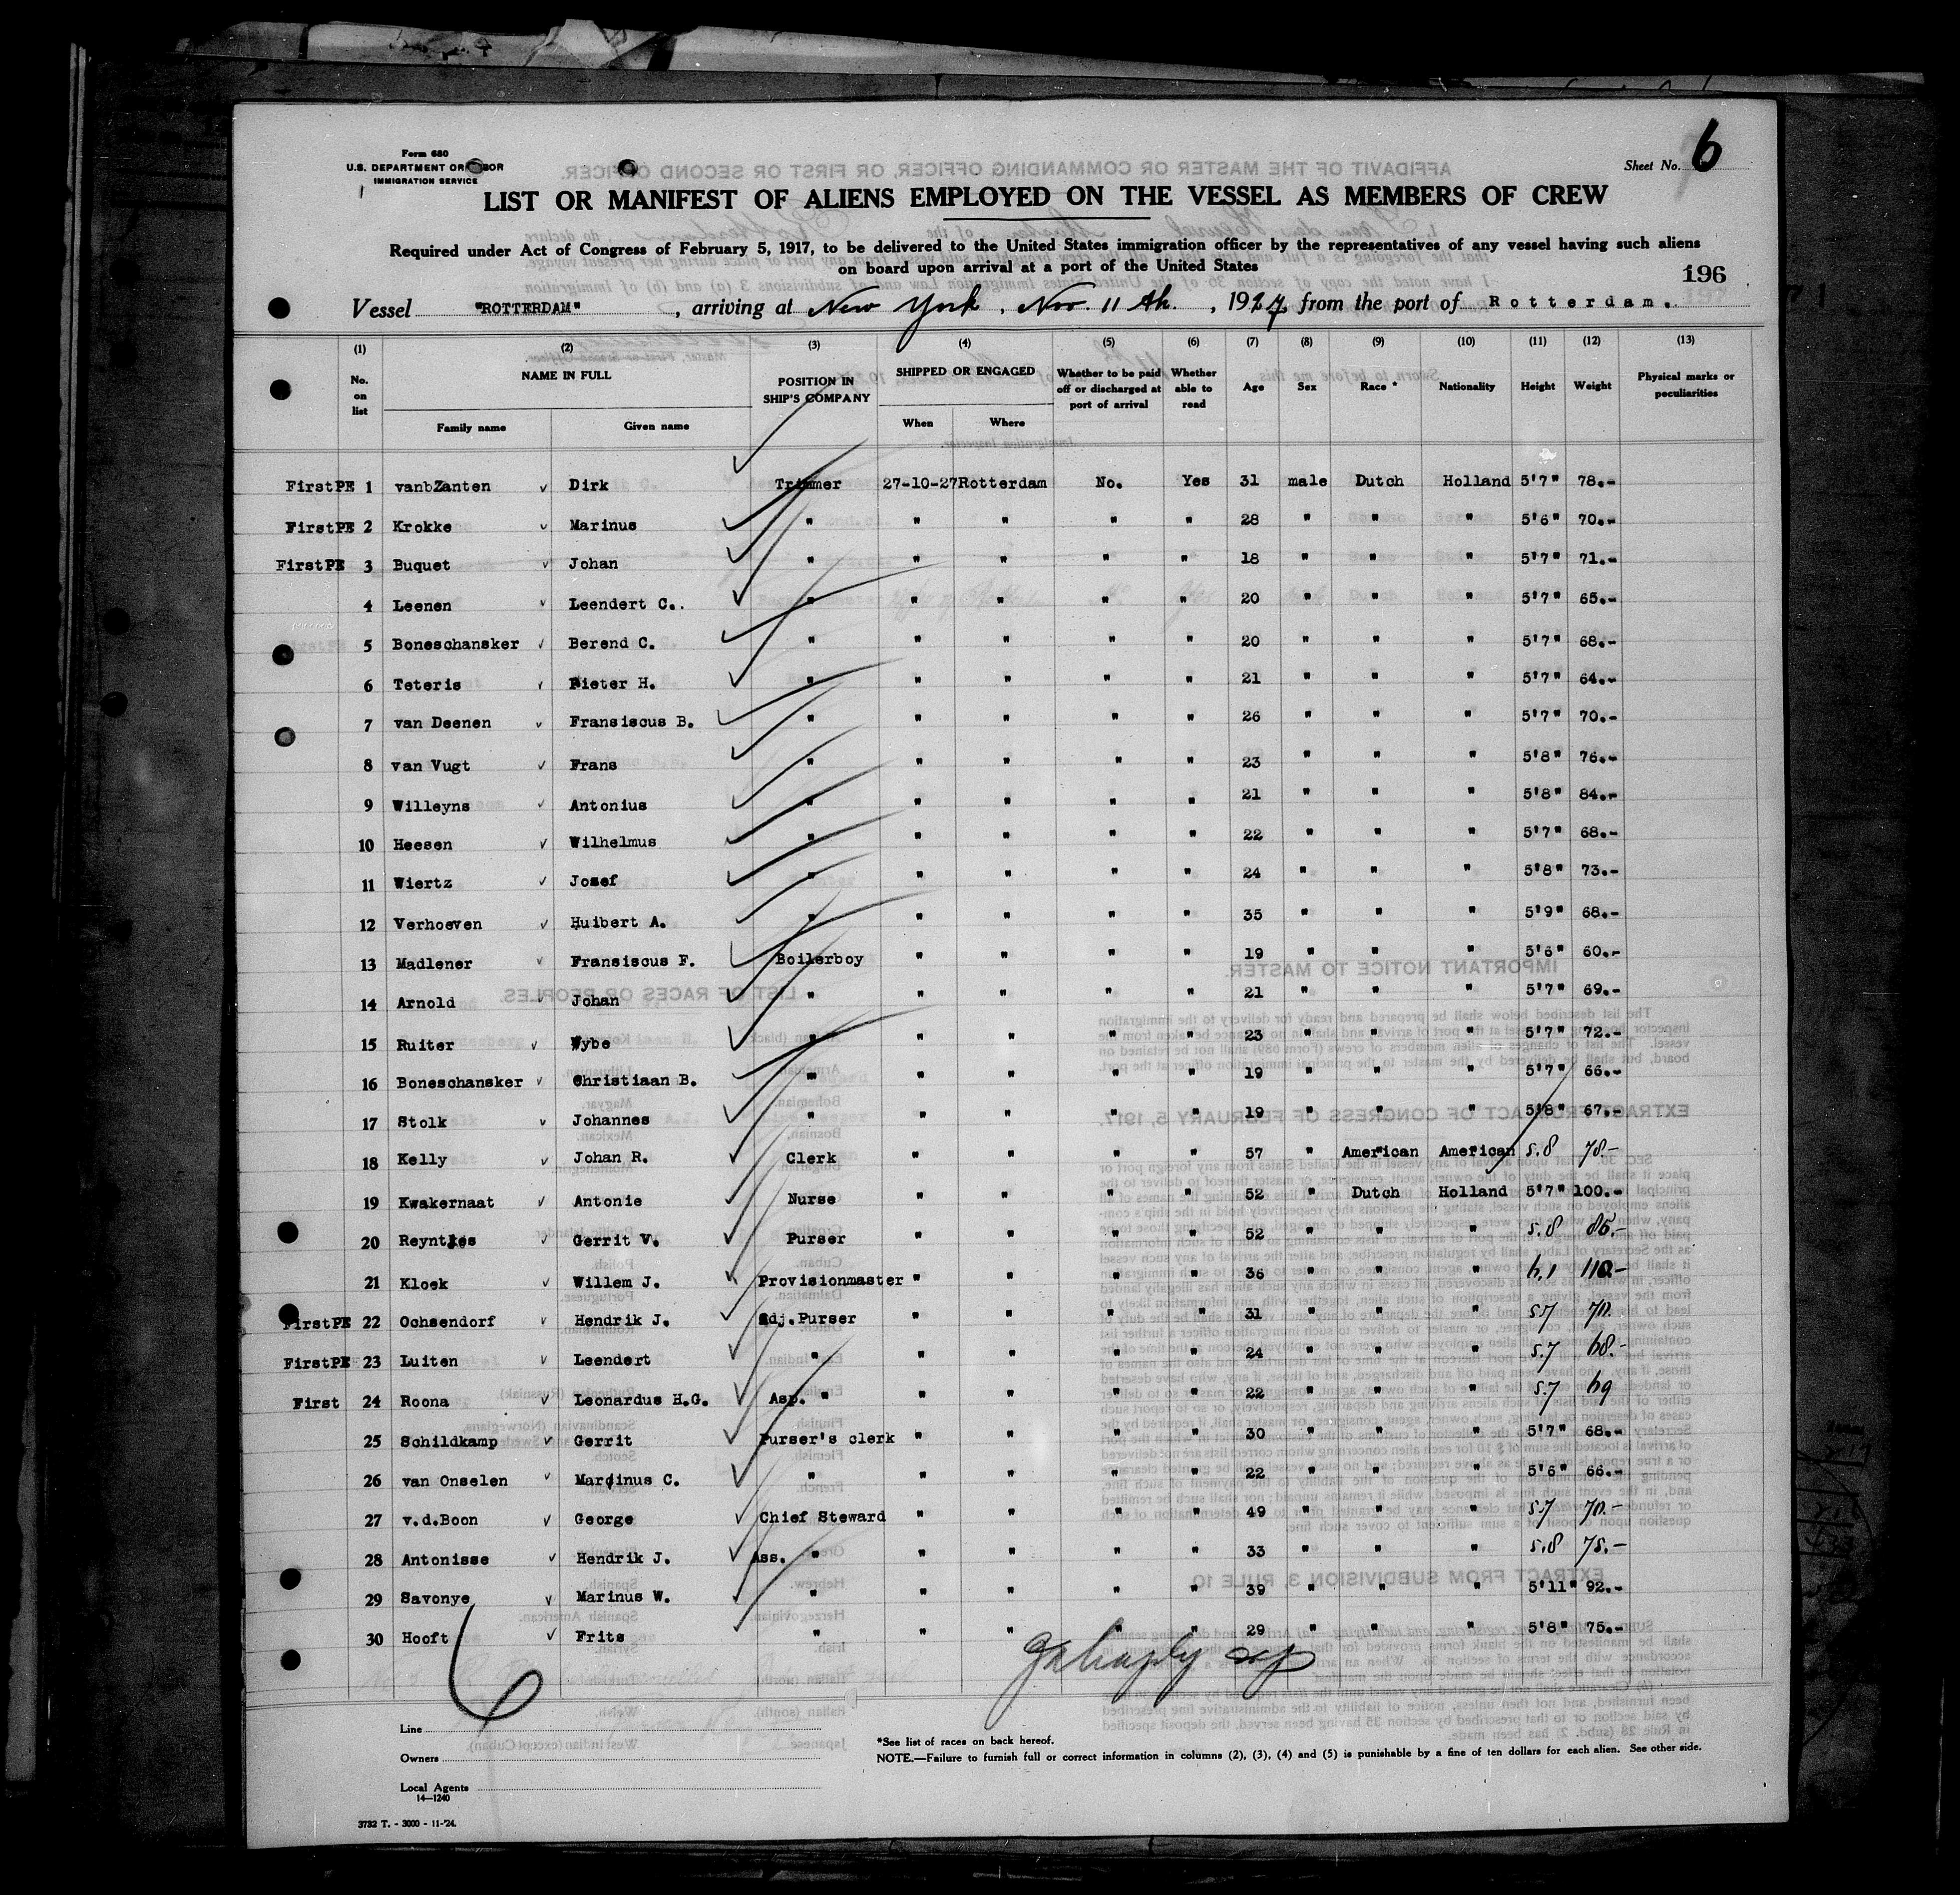 Form 680
U.S. DEPARTMENT OF LABOR
IMMIGRATION SERVICE
Sheet No. 6
LIST OR MANIFEST OF ALIENS EMPLOYED ON THE VESSEL AS MEMBERS OF CREW
Required under Act of Congress of February 5, 1917, to be delivered to the United States immigration officer by the representatives of any vessel having such aliens
on board upon arrival at a port of the United States
196
Vessel "ROTTERDAM", arriving at New York, Nov. 11th, 1927 from the port of Rotterdam.
(1) (2) (3) (4) (5) (6) (7) (8) (9) (10) (11) (12) (13)
No. on list NAME IN FULL POSITION IN SHIP'S COMPANY SHIPPED OR ENGAGED Whether to be paid off or discharged at port of arrival Whether able to read Age Sex Race * Nationality Height Weight Physical marks or peculiarities
Family name Given name When Where
FirstPE 1 vanbZanten v Dirk Trimmer 27-10-27 Rotterdam No. Yes 31 male Dutch Holland 5'7" 78.-
FirstPE 2 Krokke v Marinus " " " " " 28 " " " 5'6" 70.-
FirstPE 3 Buquet v Johan " " " " " 18 " " " 5'7" 71.-
4 Leenen v Leendert C. " " " " " 20 " " " 5'7" 65.-
5 Boneschansker v Berend C. " " " " " 20 " " " 5'7" 68.-
6 Teteris v Pieter H. " " " " " 21 " " " 5'7" 64.-
7 van Deenen v Fransiscus B. " " " " " 26 " " " 5'7" 70.-
8 van Vugt v Frans " " " " " 23 " " " 5'8" 76.-
9 Willeyns v Antonius " " " " " 21 " " " 5'8" 84.-
10 Heesen v Wilhelmus " " " " " 22 " " " 5'7" 68.-
11 Wiertz v Josef " " " " " 24 " " " 5'8" 73.-
12 Verhoeven v Huibert A. " " " " " 35 " " " 5'9" 68.-
13 Madlener v Fransiscus F. Boilerboy " " " " 19 " " " 5'6" 60.-
14 Arnold v Johan " " " " " 21 " " " 5'7" 69.-
15 Ruiter v Wybe " " " " " 23 " " " 5'7" 72.-
16 Boneschansker v Christiaan B. " " " " " 19 " " " 5'7" 66.-
17 Stolk v Johannes " " " " " 19 " " " 5'8" 67.-
18 Kelly v Johan R. Clerk " " " " 57 " American American 5.8 78.-
19 Kwakernaat v Antonie Nurse " " " " 52 " Dutch Holland 5'7" 100.-
20 Reyntjes v Gerrit V. Purser " " " " 52 " " " 5.8 86.-
21 Kloek v Willem J. Provisionmaster " " " " 36 " " " 6.1 110.-
FirstPE 22 Ochsendorf v Hendrik J. Adj.Purser " " " " 31 " " " 5.7 70.
FirstPE 23 Luiten v Leendert " " " " " 24 " " " 5.7 68.-
First 24 Roona v Leonardus H.G. Asp. " " " " " 22 " " " 5.7 69
25 Schildkamp v Gerrit Purser's clerk " " " " 30 " " " 5'7" 68.-
26 van Onselen v Marinus C. " " " " " 22 " " " 5'6" 66.-
27 v.d.Boon v George Chief Steward " " " " 49 " " " 5.7 70.-
28 Antonisse v Hendrik J. Ass. " " " " " 33 " " " 5.8 75.-
29 Savonye v Marinus W. " " " " " 39 " " " 5'11" 92.-
30 Hooft v Frits " " " " " 29 " " " 5'8" 75.-
6
Line
Owners
Local Agents
14—1240
*See list of races on back hereof.
NOTE.—Failure to furnish full or correct information in columns (2), (3), (4) and (5) is punishable by a fine of ten dollars for each alien. See other side.
3732 T. - 3000 - 11-'24.